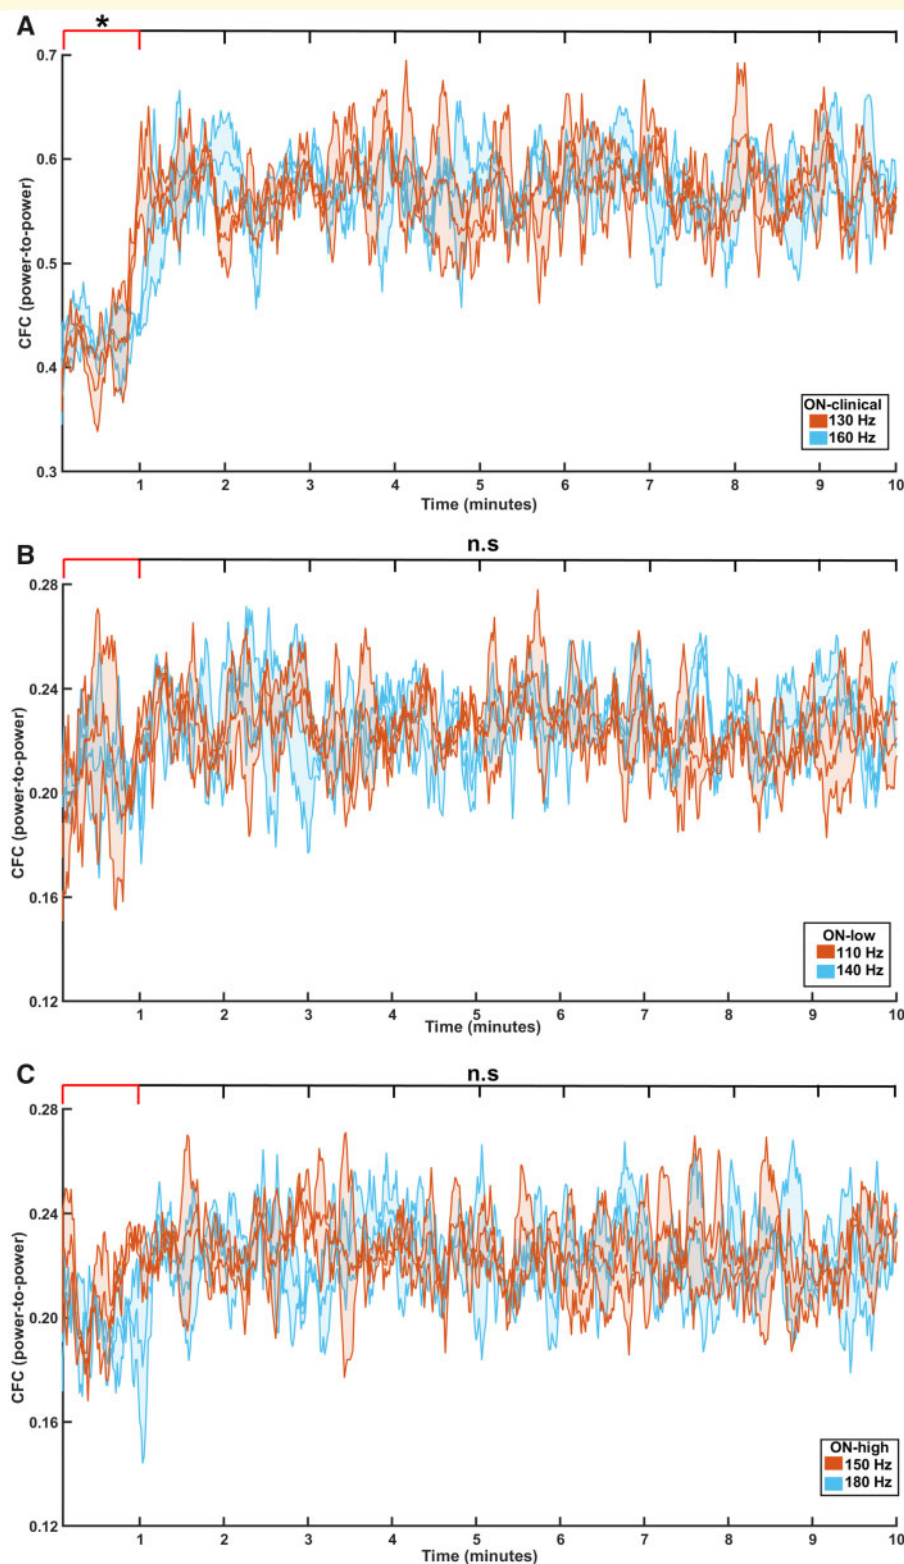 A
*
0.7
0.6
0.5
0.4
0.3
CFC (power-to-power)
ON-clinical
130 Hz
160 Hz
1 2 3 4 5 6 7 8 9 10
Time (minutes)
B
n.s
0.28
0.24
0.20
0.16
0.12
CFC (power-to-power)
ON-low
110 Hz
140 Hz
1 2 3 4 5 6 7 8 9 10
Time (minutes)
C
n.s
0.28
0.24
0.20
0.16
0.12
CFC (power-to-power)
ON-high
150 Hz
180 Hz
1 2 3 4 5 6 7 8 9 10
Time (minutes)